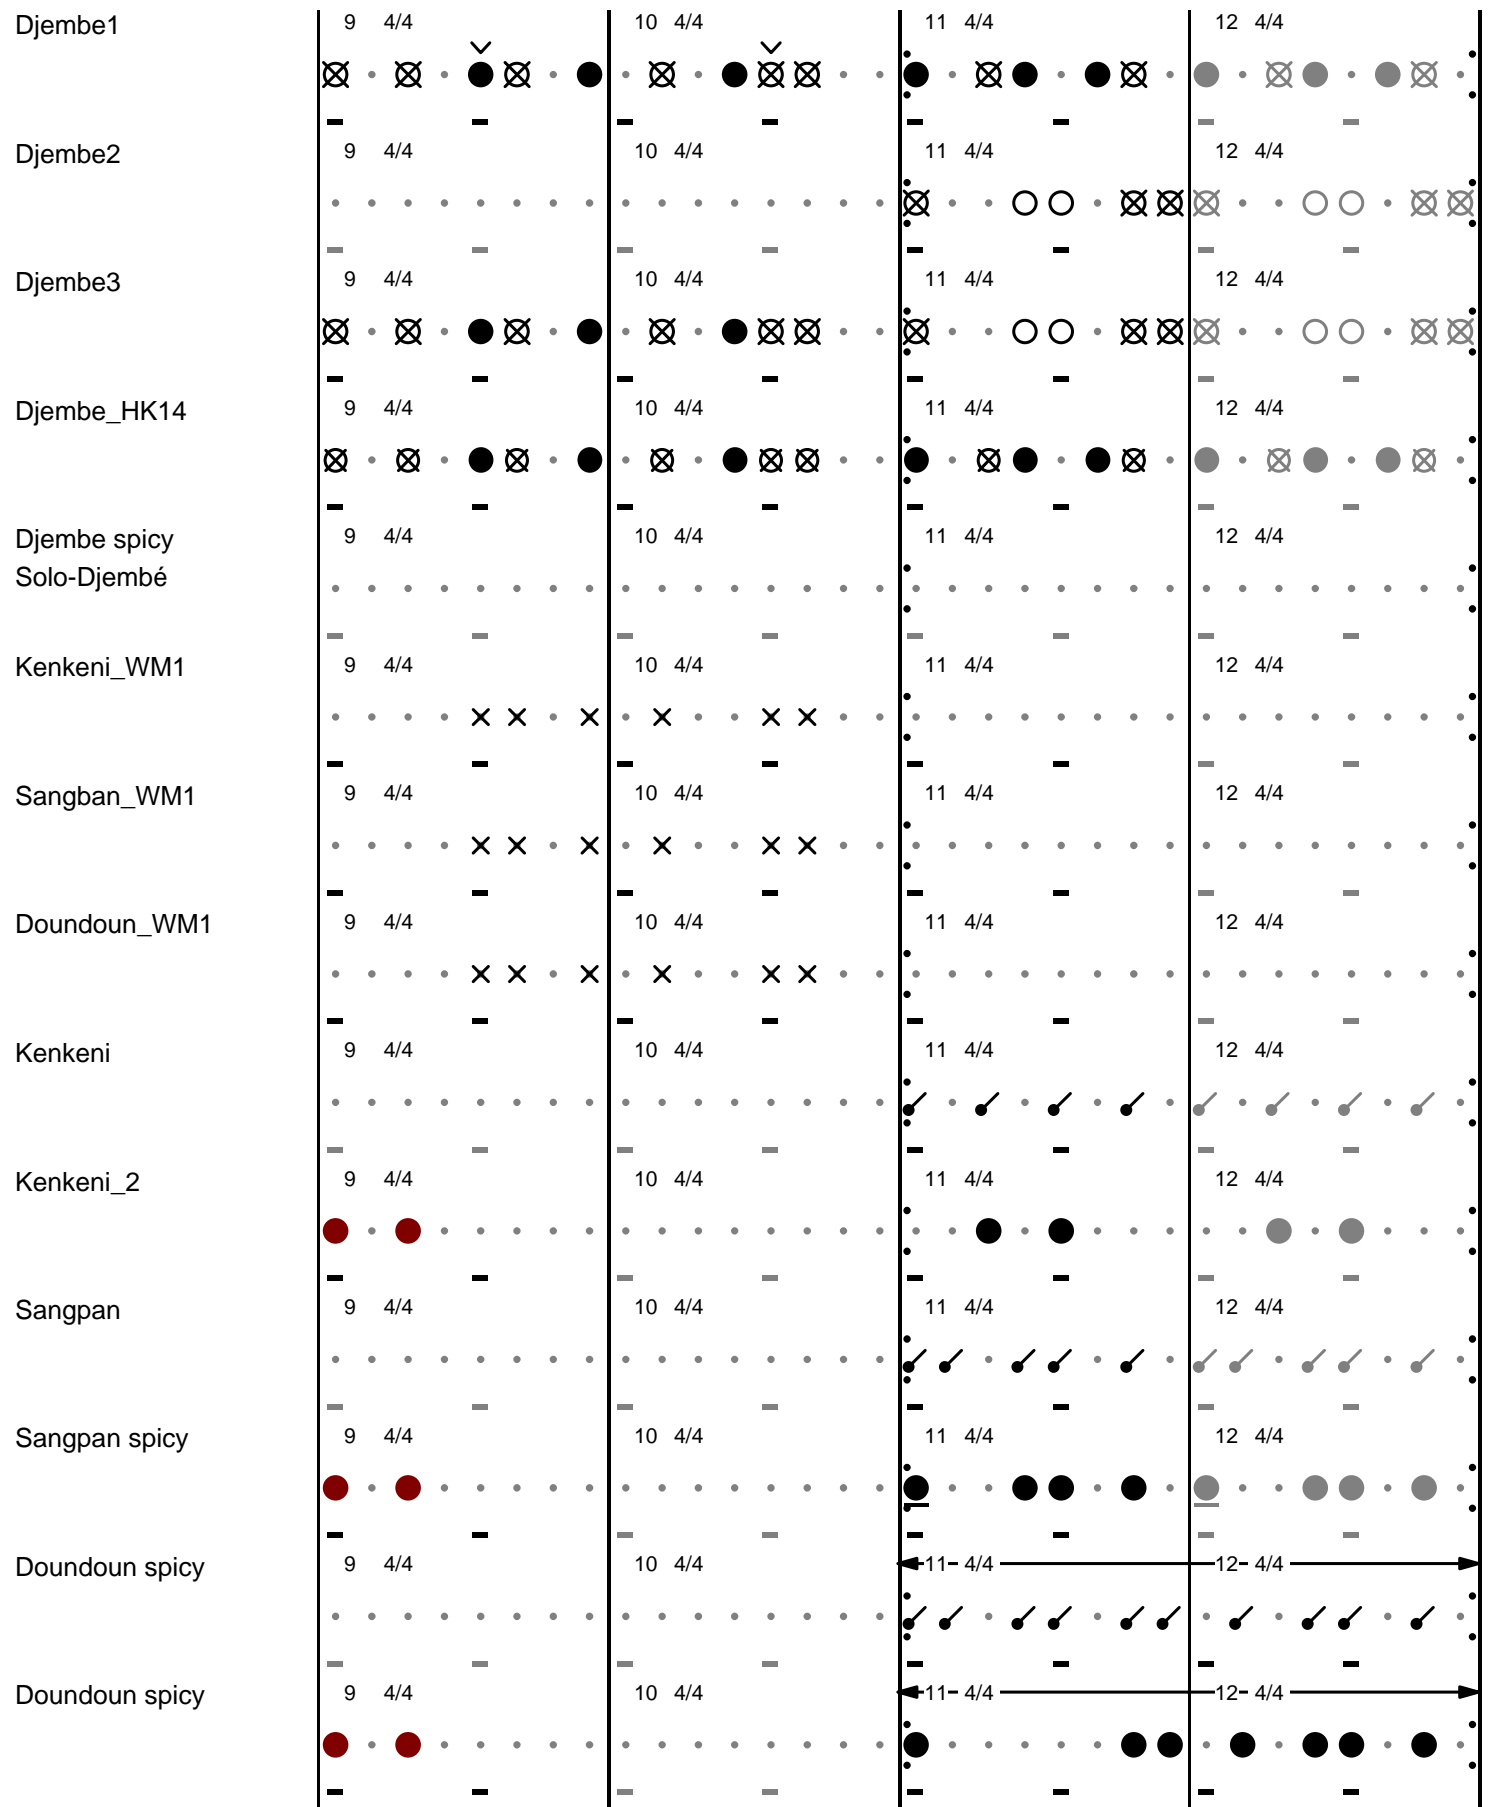 Djembe1 9 4/4 10 4/4 11 4/4 12 4/4
Djembe2 9 4/4 10 4/4 11 4/4 12 4/4
Djembe3 9 4/4 10 4/4 11 4/4 12 4/4
Djembe_HK14 9 4/4 10 4/4 11 4/4 12 4/4
Djembe spicy 9 4/4 10 4/4 11 4/4 12 4/4
Solo-Djembé
Kenkeni_WM1 9 4/4 10 4/4 11 4/4 12 4/4
Sangban_WM1 9 4/4 10 4/4 11 4/4 12 4/4
Doundoun_WM1 9 4/4 10 4/4 11 4/4 12 4/4
Kenkeni 9 4/4 10 4/4 11 4/4 12 4/4
Kenkeni_2 9 4/4 10 4/4 11 4/4 12 4/4
Sangpan 9 4/4 10 4/4 11 4/4 12 4/4
Sangpan spicy 9 4/4 10 4/4 11 4/4 12 4/4
Doundoun spicy 9 4/4 10 4/4 11 4/4 12 4/4
Doundoun spicy 9 4/4 10 4/4 11 4/4 12 4/4